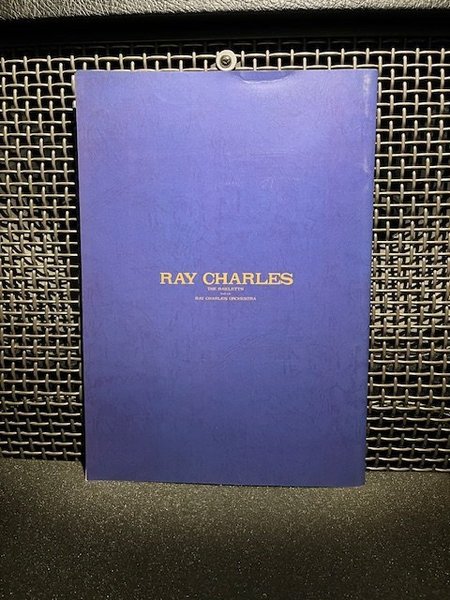 RAY CHARLES
THE RAELETTS
RAY CHARLES ORCHESTRA